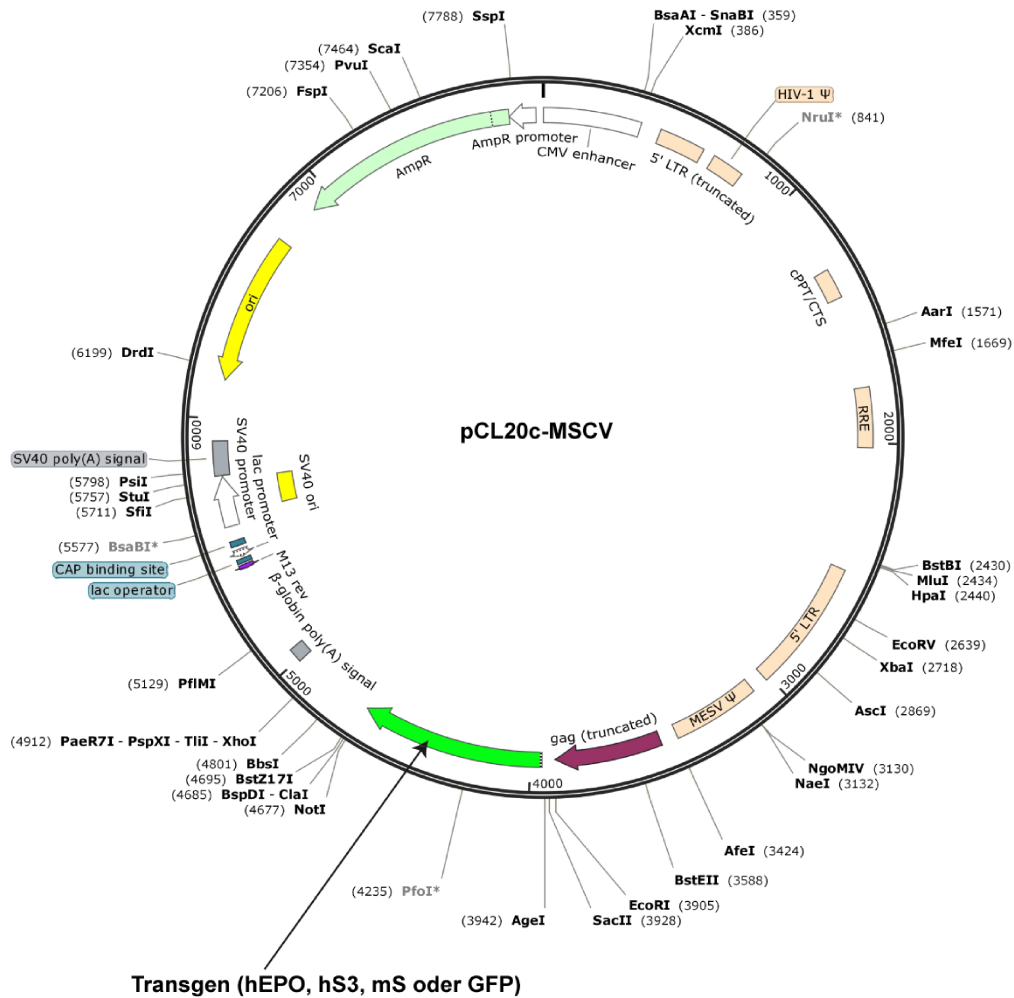 (7788) SspI
BsaAI - SnaBI (359)
XcmI (386)
(7464) ScaI
(7354) PvuI
(7206) FspI
HIV-1 Ψ
NruI* (841)
AmpR promoter
CMV enhancer
AmpR
5' LTR (truncated)
7000
1000
ori
cPPT/CTS
AarI (1571)
MfeI (1669)
(6199) DrdI
RRE
2000
6000
pCL20c-MSCV
SV40 poly(A) signal
SV40 promoter
SV40 ori
(5798) PsiI
(5757) StuI
(5711) SfiI
lac promoter
(5577) BsaBI*
CAP binding site
lac operator
M13 rev
β-globin poly(A) signal
BstBI (2430)
MluI (2434)
HpaI (2440)
5' LTR
EcoRV (2639)
XbaI (2718)
AscI (2869)
3000
5000
(5129) PflMI
MESV Ψ
gag (truncated)
(4912) PaeR7I - PspXI - TliI - XhoI
(4801) BbsI
(4695) BstZ17I
(4685) BspDI - ClaI
(4677) NotI
NgoMIV (3130)
NaeI (3132)
4000
AfeI (3424)
BstEII (3588)
(4235) PfoI*
EcoRI (3905)
(3942) AgeI
SacII (3928)
Transgen (hEPO, hS3, mS oder GFP)